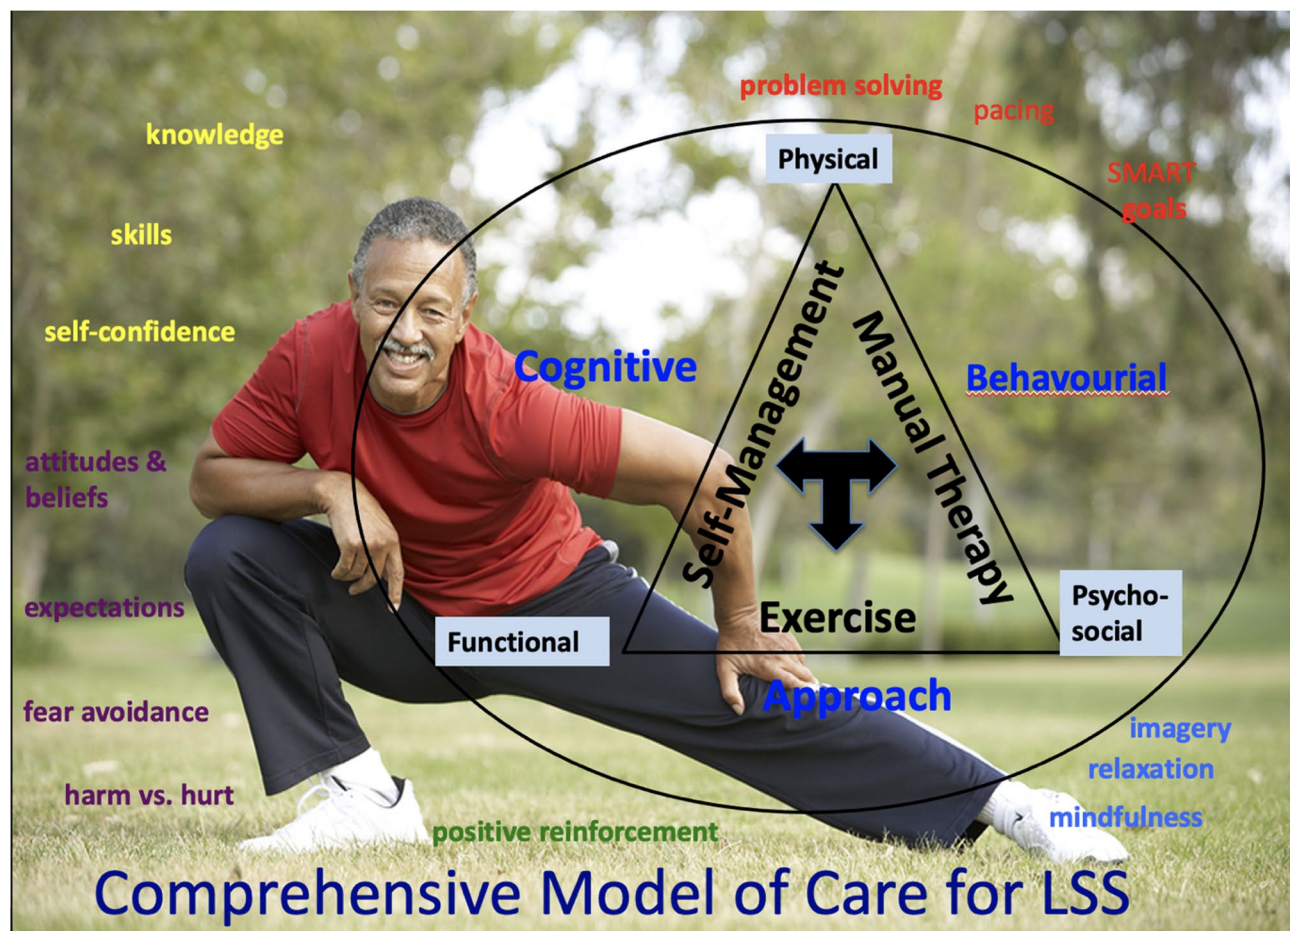 problem solving
pacing
knowledge
Physical
SMART
goals
skills
self-confidence
Cognitive
Behavourial
Self-Management
Manual Therapy
attitudes &
beliefs
expectations
Exercise
Psycho-
social
Functional
Approach
fear avoidance
imagery
relaxation
harm vs. hurt
mindfulness
positive reinforcement
Comprehensive Model of Care for LSS